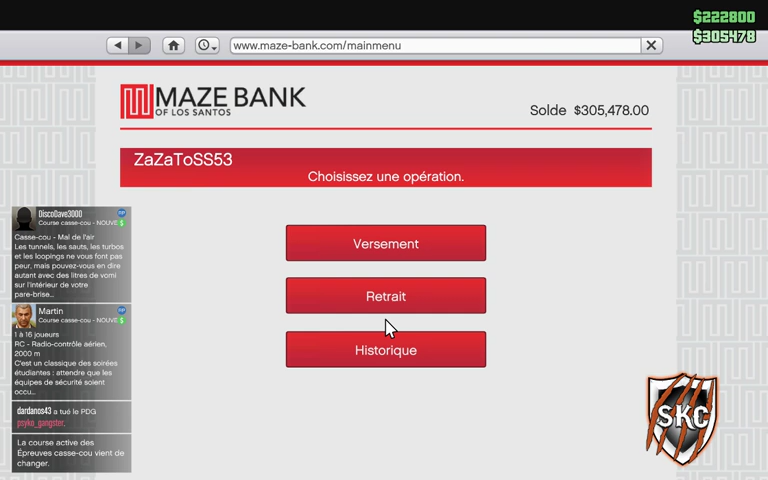 $222800
$305478
www.maze-bank.com/mainmenu
MAZE BANK
OF LOS SANTOS
Solde $305,478.00
ZaZaToSS53
Choisissez une opération.
Versement
Retrait
Historique
DiscoDave3000
Course casse-cou - NOUVE
Casse-cou - Mal de l'air
Les tunnels, les sauts, les turbos
et les loopings ne vous font pas
peur, mais pouvez-vous en dire
autant avec des litres de vomi
sur l'intérieur de votre
pare-brise...
Martin
Course casse-cou - NOUVE
1 à 16 joueurs
RC - Radio-contrôle aérien,
2000 m
C'est un classique des soirées
étudiantes : attendre que les
équipes de sécurité soient
occu...
dardanos43 a tué le PDG
psyko_gangster.
La course active des
Épreuves casse-cou vient de
changer.
SKC